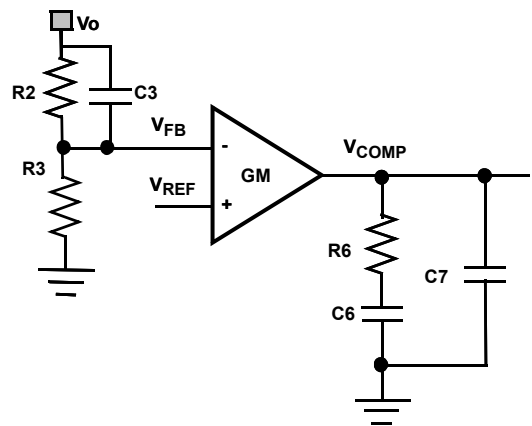 Vo
R2
C3
VFB
R3
VREF
-
+
GM
VCOMP
R6
C6
C7